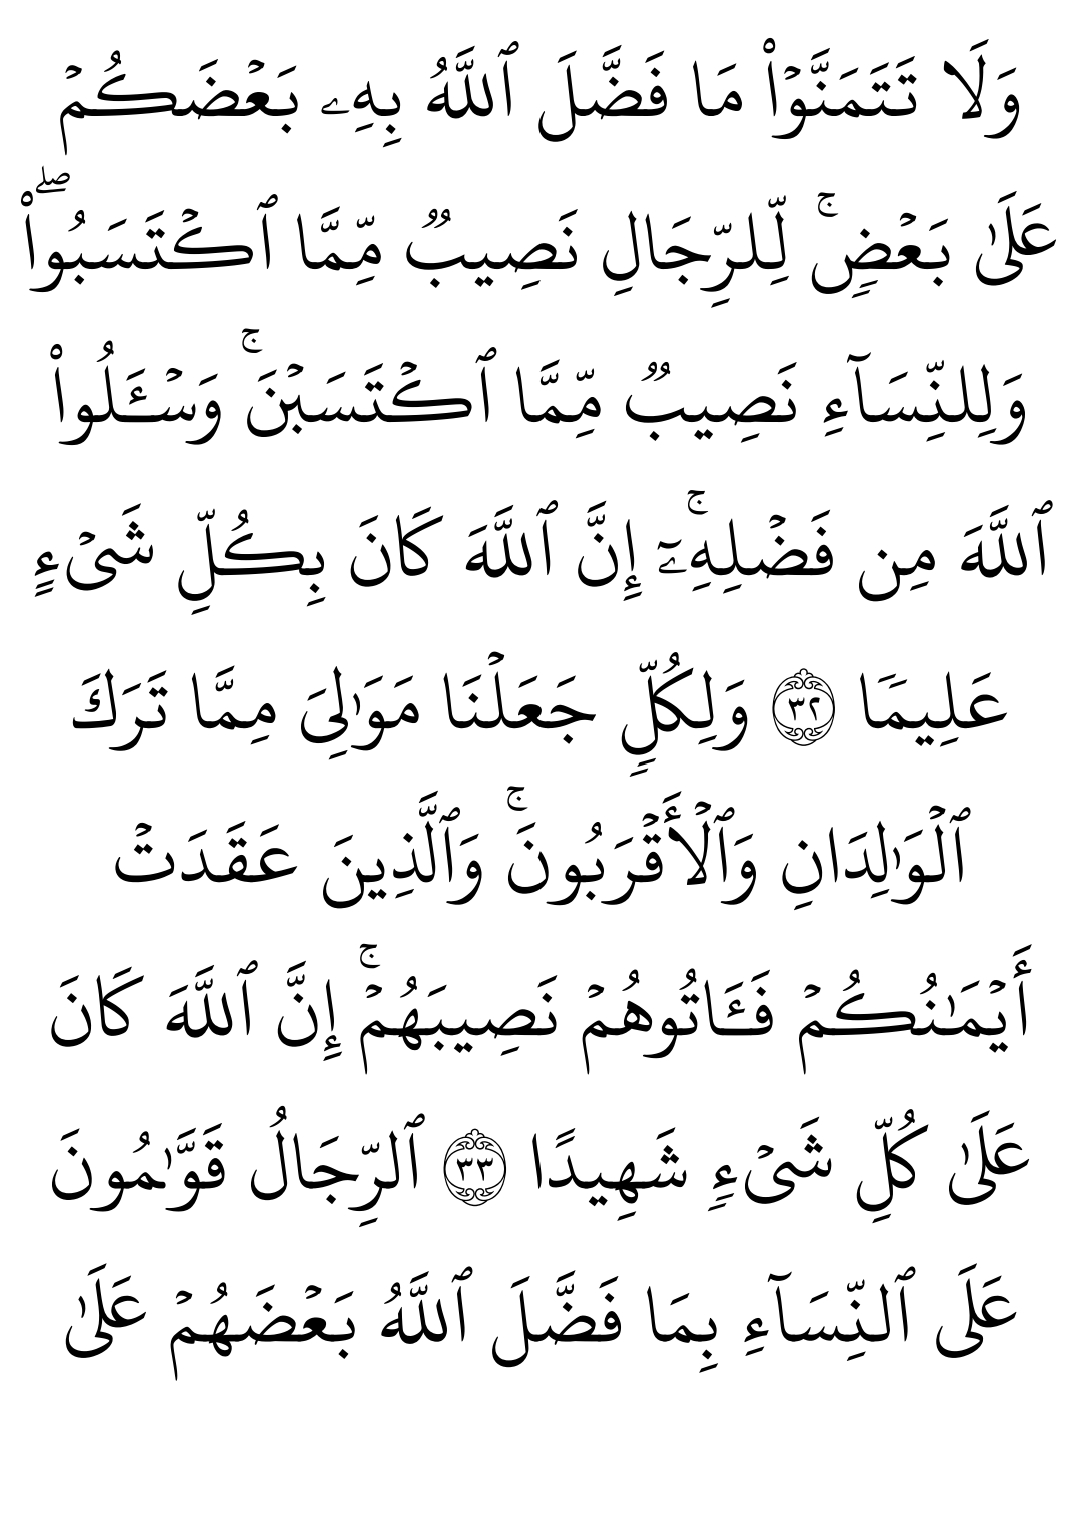 وَلَا تَتَمَنَّوۡاْ مَا فَضَّلَ ٱللَّهُ بِهِۦ بَعۡضَكُمۡ
عَلَىٰ بَعۡضٖۚ لِّلرِّجَالِ نَصِيبٞ مِّمَّا ٱكۡتَسَبُواْۖ
وَلِلنِّسَآءِ نَصِيبٞ مِّمَّا ٱكۡتَسَبۡنَۚ وَسۡـَٔلُواْ
ٱللَّهَ مِن فَضۡلِهِۦٓۚ إِنَّ ٱللَّهَ كَانَ بِكُلِّ شَيۡءٍ
عَلِيمَٗا ٣٢ وَلِكُلّٖ جَعَلۡنَا مَوَٰلِيَ مِمَّا تَرَكَ
ٱلۡوَٰلِدَانِ وَٱلۡأَقۡرَبُونَۚ وَٱلَّذِينَ عَقَدَتۡ
أَيۡمَٰنُكُمۡ فَـَٔاتُوهُمۡ نَصِيبَهُمۡۚ إِنَّ ٱللَّهَ كَانَ
عَلَىٰ كُلِّ شَيۡءٖ شَهِيدًا ٣٣ ٱلرِّجَالُ قَوَّٰمُونَ
عَلَى ٱلنِّسَآءِ بِمَا فَضَّلَ ٱللَّهُ بَعۡضَهُمۡ عَلَىٰ